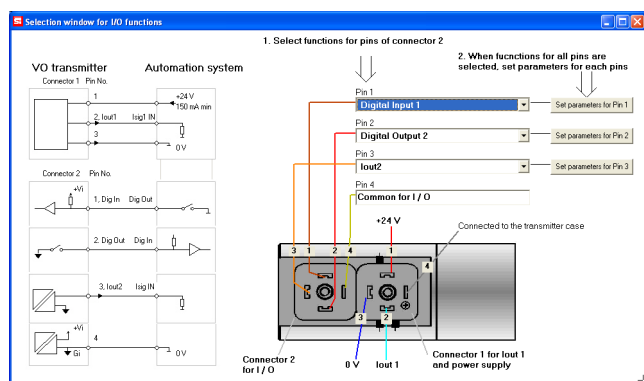 Selection window for I/O functions
1. Select functions for pins of connector 2
2. When fucnctions for all pins are
selected, set parameters for each pins
VO transmitter
Automation system
Connector 1 Pin No.
1
+24 V
150 mA min
2, Iout1 Isig1 IN
3
0 V
Connector 2 Pin No.
+Vi
1, Dig In Dig Out
2. Dig Out Dig In
3, Iout2 Isig IN
+Vi
4
Gi
0V
Pin 1
Digital Input 1
Set parameters for Pin 1
Pin 2
Digital Output 2
Set parameters for Pin 2
Pin 3
Iout2
Set parameters for Pin 3
Pin 4
Common for I / O
+24 V
Connected to the transmitter case
3 1 2 4 1
4
3 2
Connector 2
for I / O
0 V
Iout 1
Connector 1 for Iout 1
and power supply